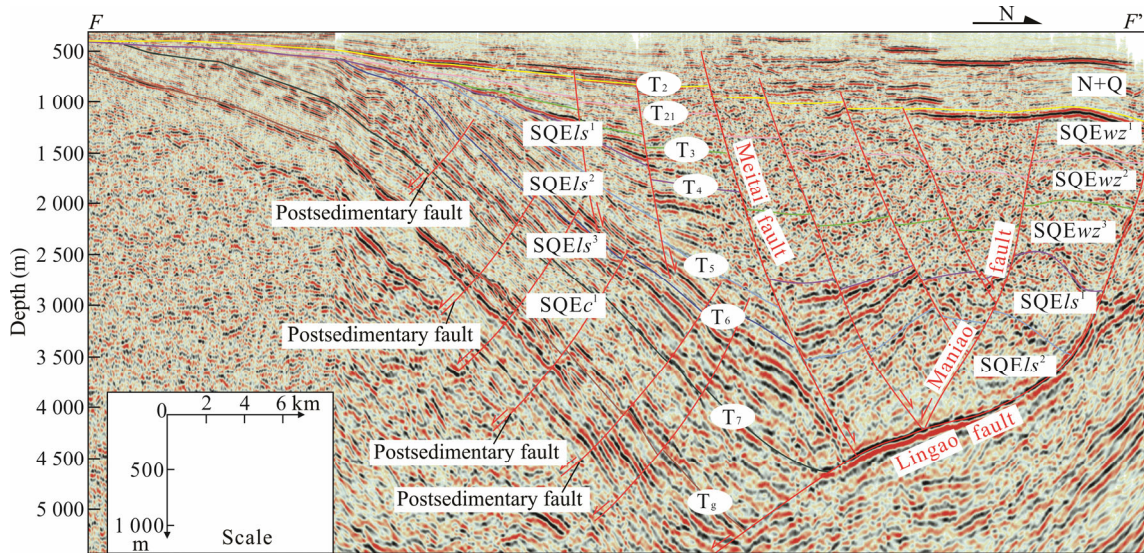 F
N
F'
Depth (m)
500
1 000
1 500
2 000
2 500
3 000
3 500
4 000
4 500
5 000
T₂
T₂₁
T₃
T₄
T₅
T₆
T₇
Tg
N+Q
SQEwz¹
SQEwz²
SQEwz³
SQEls¹
SQEls²
SQEls¹
SQEls²
SQEls³
SQEc¹
Meitai fault
Maniao fault
Lingao fault
Postsedimentary fault
Postsedimentary fault
Postsedimentary fault
Postsedimentary fault
0 2 4 6 km
500
1 000
m
Scale